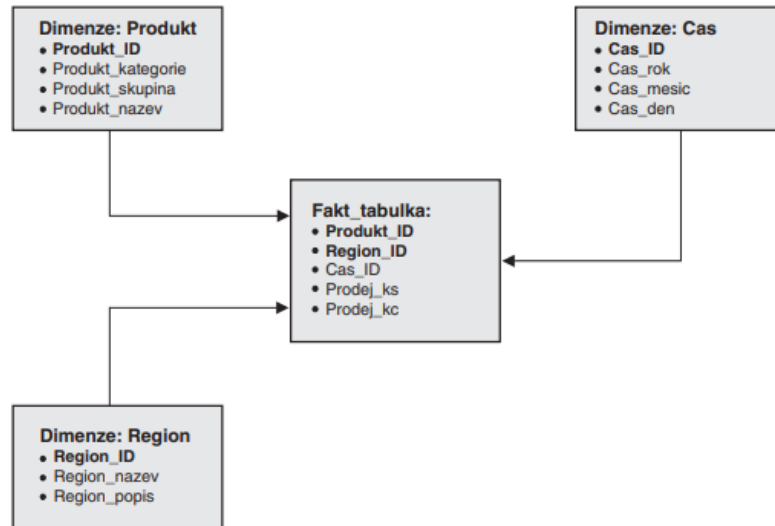 Dimenze: Produkt
• Produkt_ID
• Produkt_kategorie
• Produkt_skupina
• Produkt_nazev
Dimenze: Cas
• Cas_ID
• Cas_rok
• Cas_mesic
• Cas_den
Fakt_tabulka:
• Produkt_ID
• Region_ID
• Cas_ID
• Prodej_ks
• Prodej_kc
Dimenze: Region
• Region_ID
• Region_nazev
• Region_popis